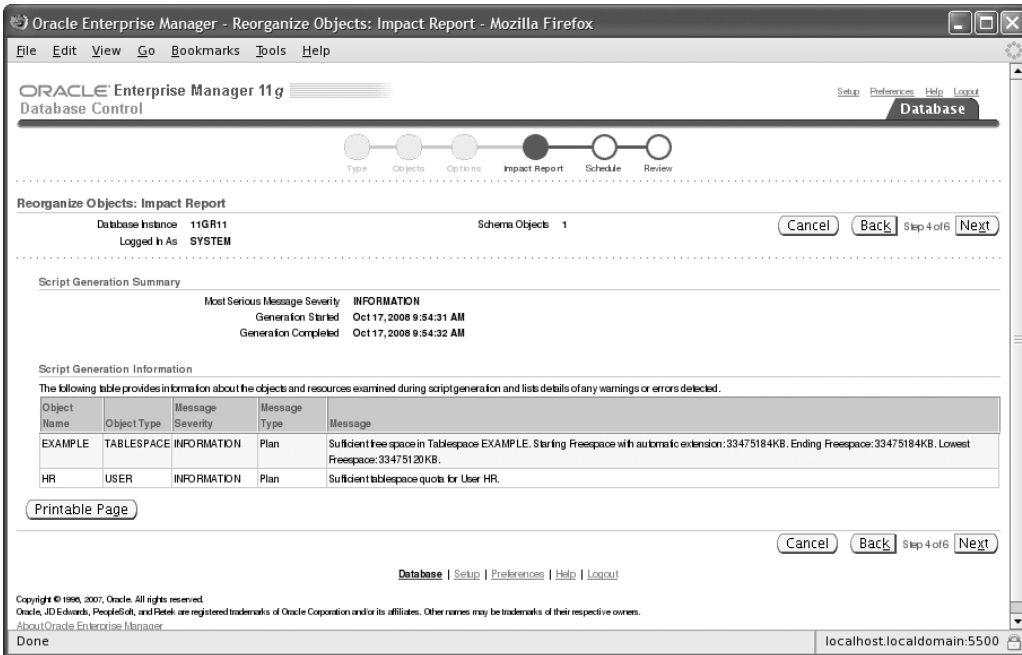 Oracle Enterprise Manager - Reorganize Objects: Impact Report - Mozilla Firefox
File Edit View Go Bookmarks Tools Help
ORACLE Enterprise Manager 11g
Database Control
Setup Preferences Help Logout
Database
Type Objects Options Impact Report Schedule Review
Reorganize Objects: Impact Report
Database Instance 11GR11
Logged In As SYSTEM
Schema Objects 1
Cancel Back Step 4 of 6 Next
Script Generation Summary
Most Serious Message Severity INFORMATION
Generation Started Oct 17, 2008 9:54:31 AM
Generation Completed Oct 17, 2008 9:54:32 AM
Script Generation Information
The following table provides information about the objects and resources examined during script generation and lists details of any warnings or errors detected.
Object Name Object Type Message Severity Message Type Message
EXAMPLE TABLESPACE INFORMATION Plan Sufficient free space in Tablespace EXAMPLE. Starting Freespace with automatic extension: 33475184KB. Ending Freespace: 33475184KB. Lowest
Freespace: 33475120KB.
HR USER INFORMATION Plan Sufficient tablespace quota for User HR.
Printable Page
Cancel Back Step 4 of 6 Next
Database | Setup | Preferences | Help | Logout
Copyright © 1996, 2007, Oracle. All rights reserved.
Oracle, JD Edwards, PeopleSoft, and Retek are registered trademarks of Oracle Corporation and/or its affiliates. Other names may be trademarks of their respective owners.
About Oracle Enterprise Manager
Done
localhost.localdomain:5500